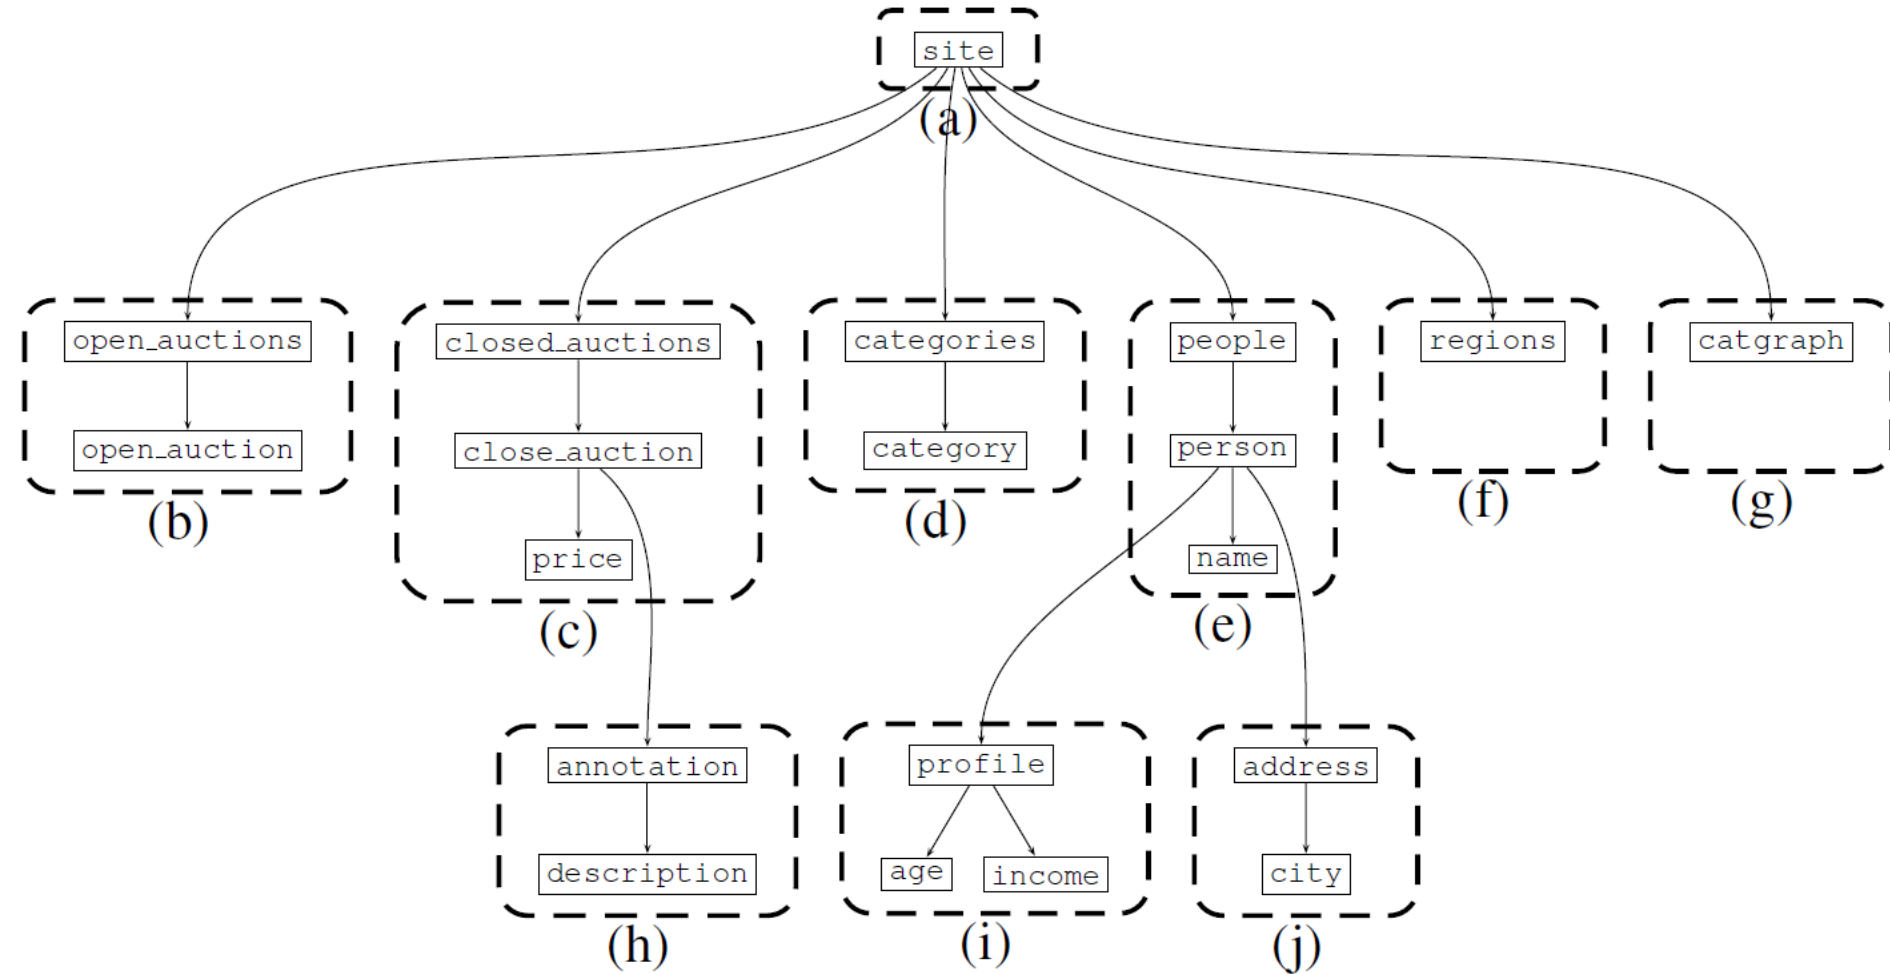 site
(a)
open_auctions
closed_auctions
categories
people
regions
catgraph
open_auction
close_auction
category
person
(b)
(d)
(f)
(g)
price
name
(c)
(e)
annotation
profile
address
description
age
income
city
(h)
(i)
(j)